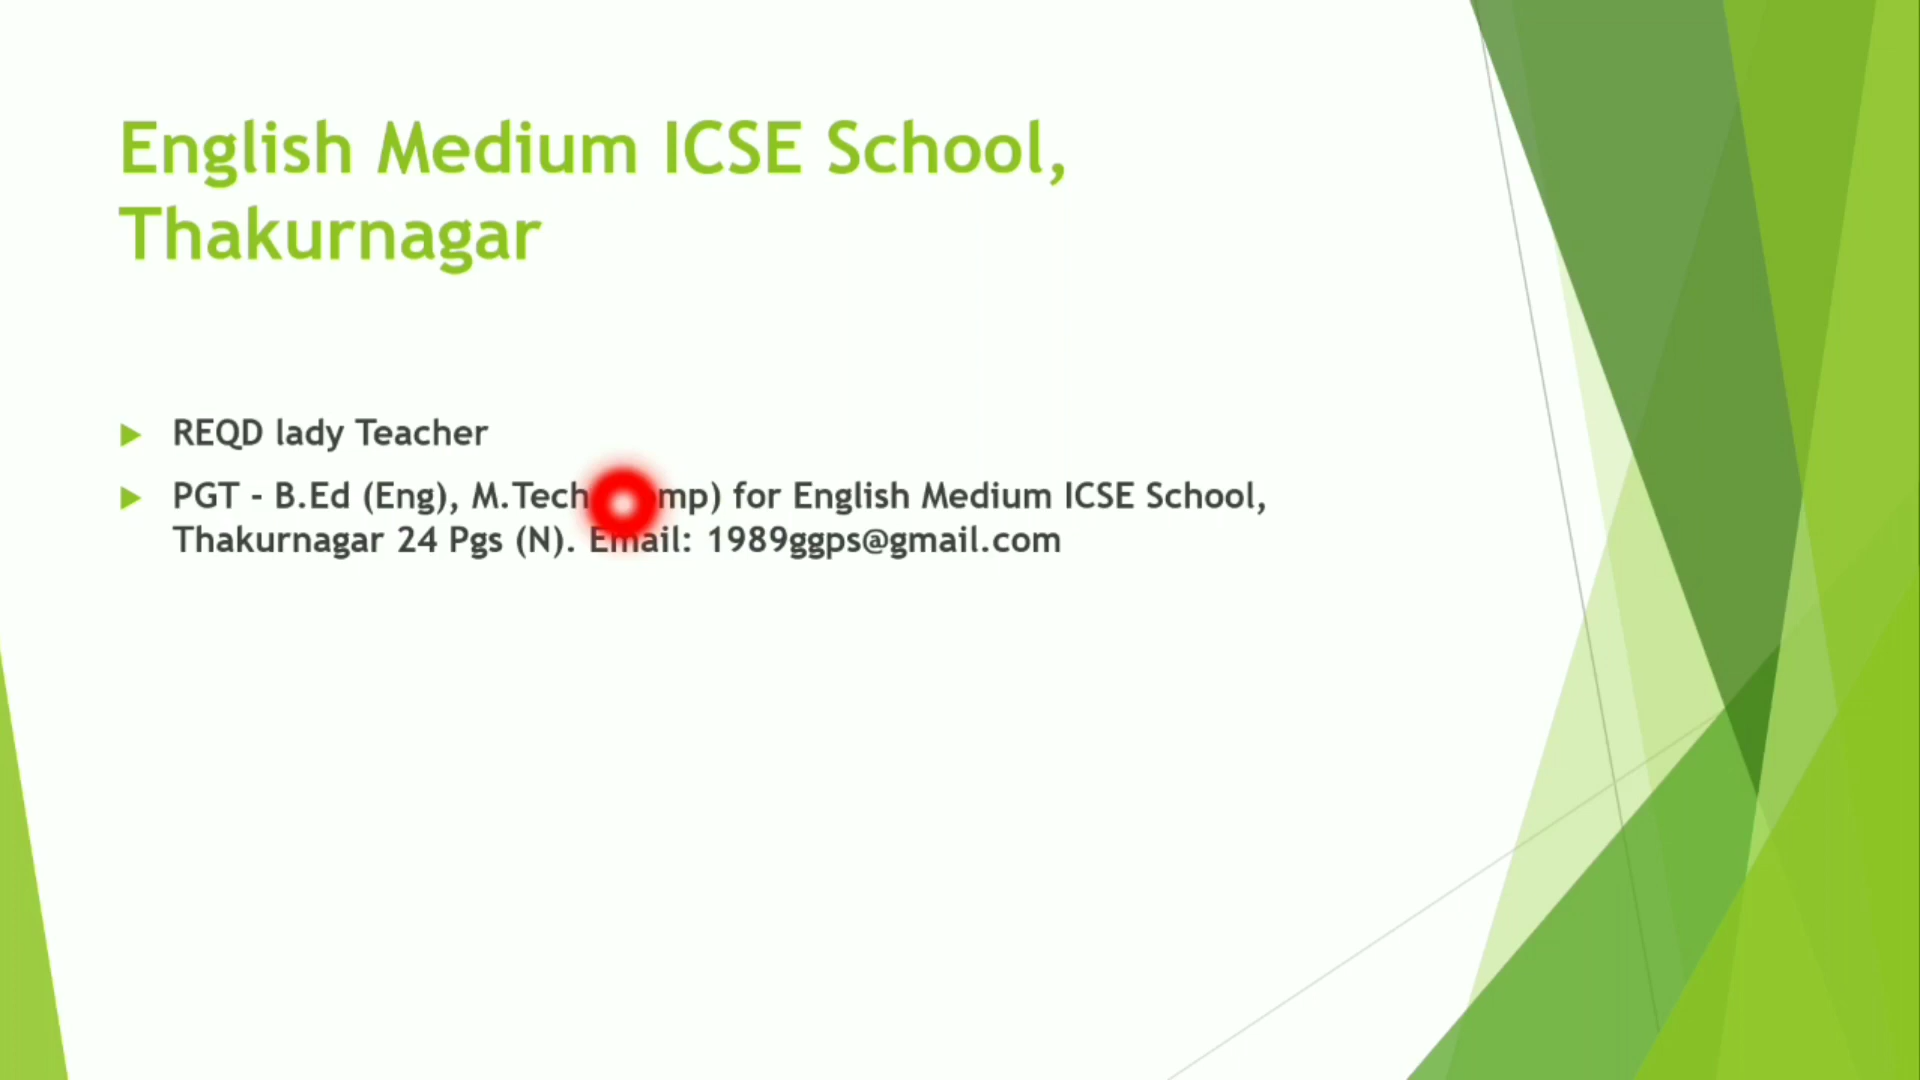 English Medium ICSE School,
Thakurnagar
REQD lady Teacher
PGT - B.Ed (Eng), M.Tech mp) for English Medium ICSE School,
Thakurnagar 24 Pgs (N). Email: 1989ggps@gmail.com